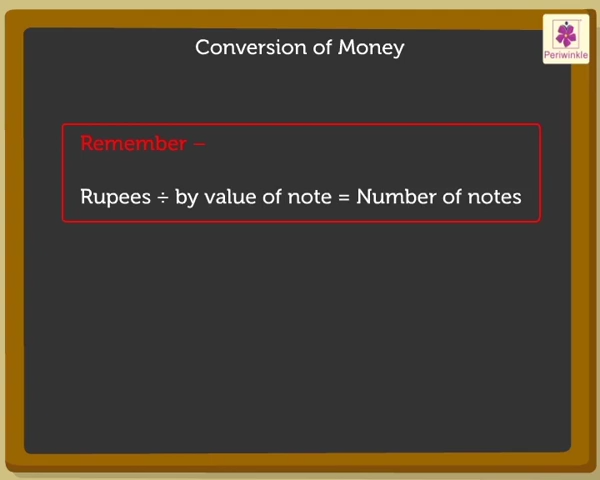 Conversion of Money
Periwinkle
Remember –
Rupees ÷ by value of note = Number of notes